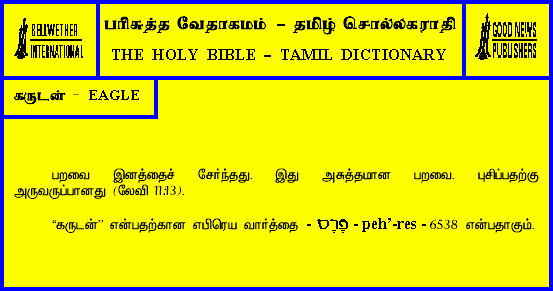 BELLWETHER
INTERNATIONAL
பரிசுத்த வேதாகமம் – தமிழ் சொல்லகராதி
THE HOLY BIBLE – TAMIL DICTIONARY
GOOD NEWS
PUBLISHERS
கருடன் - EAGLE
பறவை இனத்தைச் சேர்ந்தது. இது அசுத்தமான பறவை. புசிப்பதற்கு
அருவருப்பானது (லேவி 11:13).
“கருடன்” என்பதற்கான எபிரெய வார்த்தை - פֶּרֶס - peh’-res - 6538 என்பதாகும்.